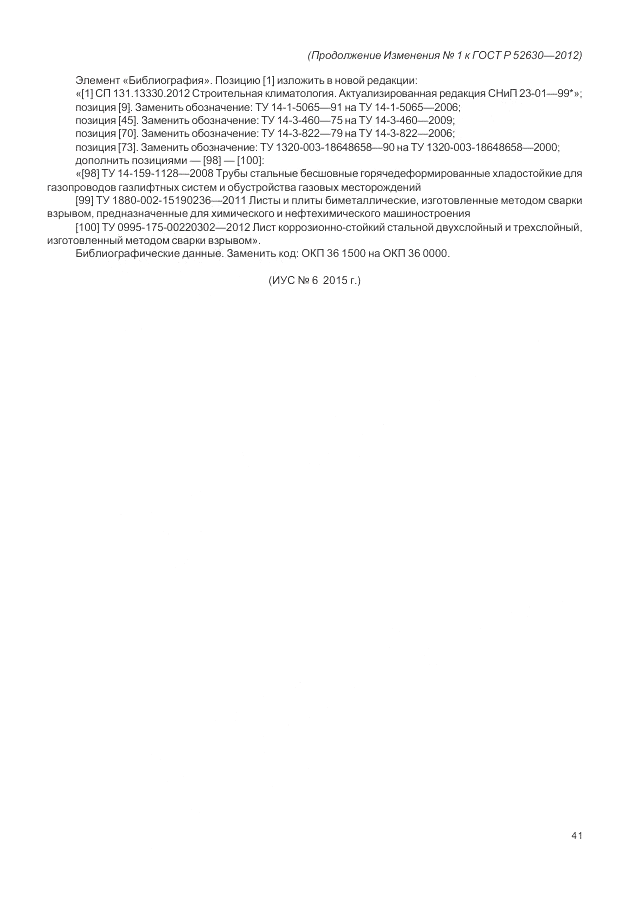 (Продолжение Изменения № 1 к ГОСТ Р 52630—2012)
Элемент «Библиография». Позицию [1] изложить в новой редакции:
«[1] СП 131.13330.2012 Строительная климатология. Актуализированная редакция СНиП 23-01—99*»;
позиция [9]. Заменить обозначение: ТУ 14-1-5065—91 на ТУ 14-1-5065—2006;
позиция [45]. Заменить обозначение: ТУ 14-3-460—75 на ТУ 14-3-460—2009;
позиция [70]. Заменить обозначение: ТУ 14-3-822—79 на ТУ 14-3-822—2006;
позиция [73]. Заменить обозначение: ТУ 1320-003-18648658—90 на ТУ 1320-003-18648658—2000;
дополнить позициями — [98] — [100]:
«[98] ТУ 14-159-1128—2008 Трубы стальные бесшовные горячедеформированные хладостойкие для
газопроводов газлифтных систем и обустройства газовых месторождений
[99] ТУ 1880-002-15190236—2011 Листы и плиты биметаллические, изготовленные методом сварки
взрывом, предназначенные для химического и нефтехимического машиностроения
[100] ТУ 0995-175-00220302—2012 Лист коррозионно-стойкий стальной двухслойный и трехслойный,
изготовленный методом сварки взрывом».
Библиографические данные. Заменить код: ОКП 36 1500 на ОКП 36 0000.
(ИУС № 6 2015 г.)
41